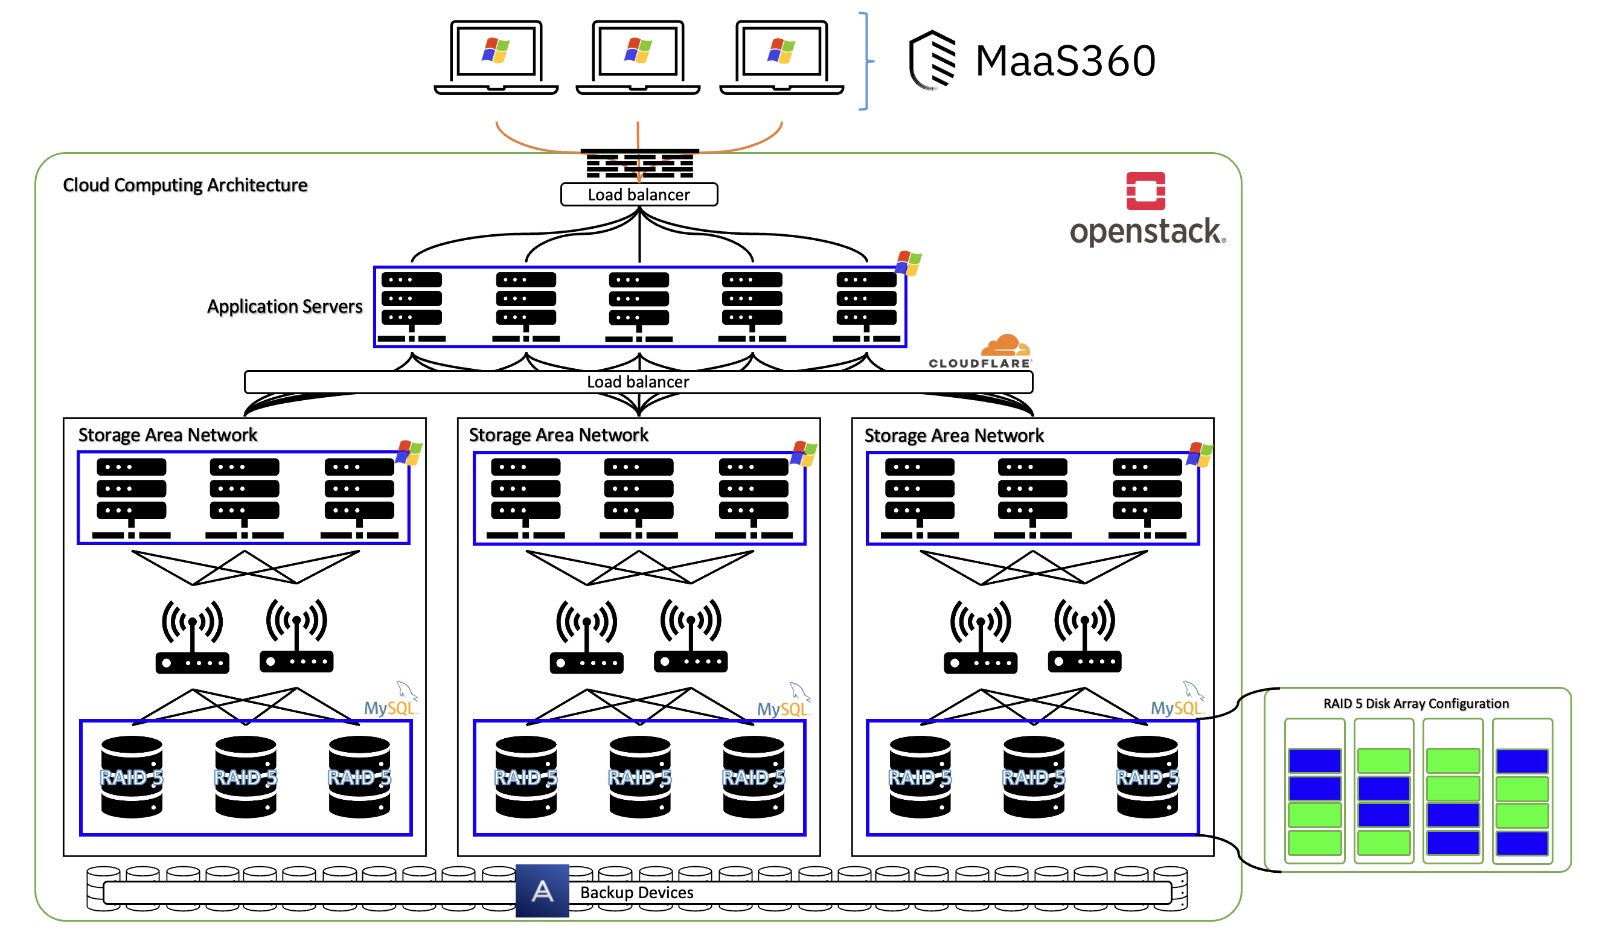 MaaS360
Cloud Computing Architecture
Load balancer
openstack.
Application Servers
CLOUDFLARE
Load balancer
Storage Area Network
Storage Area Network
Storage Area Network
MySQL
MySQL
MySQL
RAID 5 Disk Array Configuration
RAID 5
RAID 5
RAID 5
RAID 5
RAID 5
RAID 5
RAID 5
RAID 5
RAID 5
A
Backup Devices